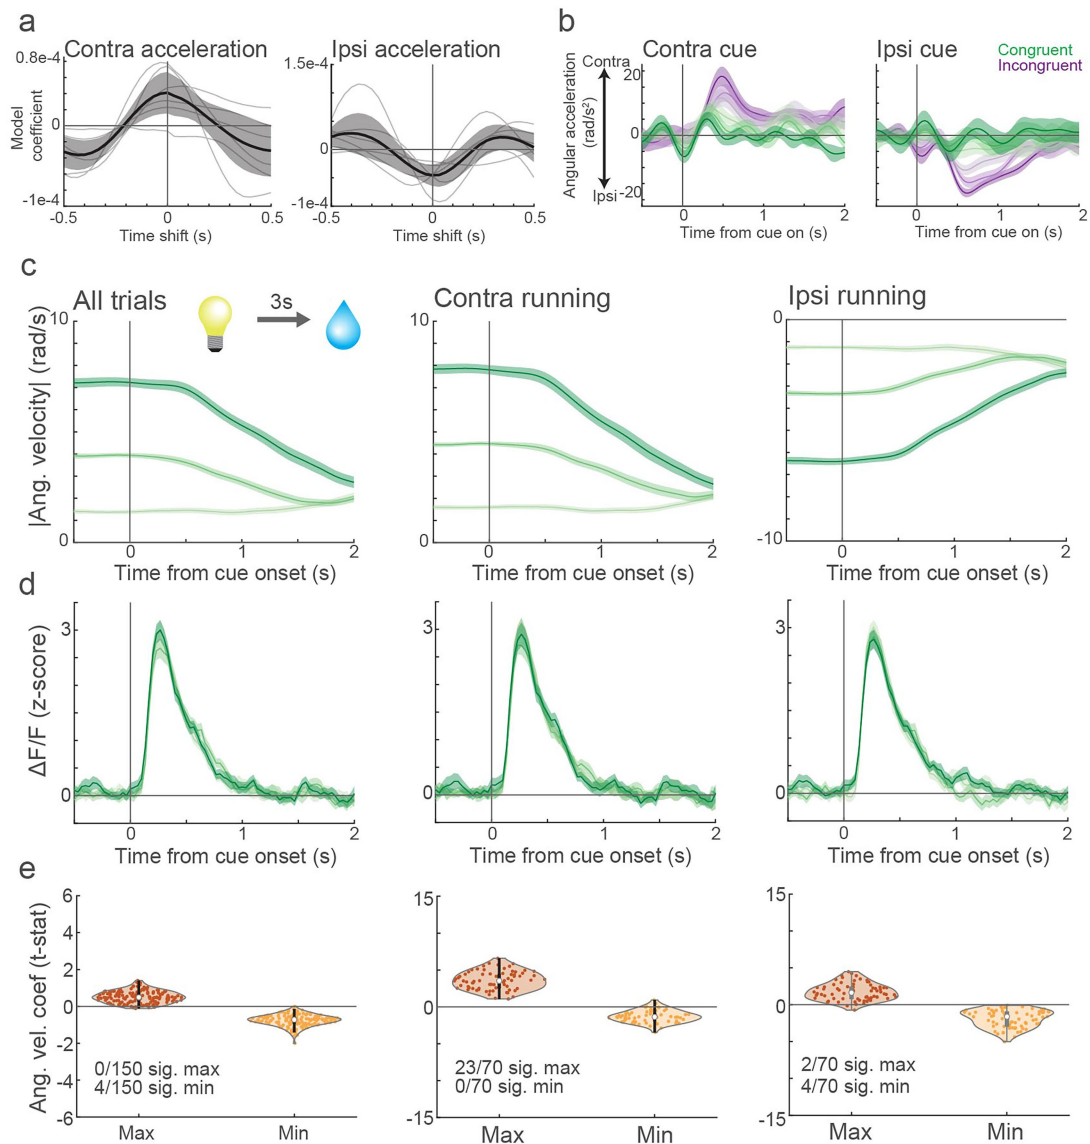 a
Contra acceleration
Ipsi acceleration
0.8e-4
0
-1e-4
Model
coefficient
-0.5
0
0.5
Time shift (s)
1.5e-4
0
-1e-4
-0.5
0
0.5
Time shift (s)
b
Contra cue
Ipsi cue
Congruent
Incongruent
Angular acceleration
(rad/s²)
Contra
Ipsi
20
0
-20
0
1
2
Time from cue on (s)
0
1
2
Time from cue on (s)
c
All trials
3s
Contra running
Ipsi running
|Ang. velocity| (rad/s)
10
0
0
1
2
Time from cue onset (s)
10
0
0
1
2
Time from cue onset (s)
0
-10
0
1
2
Time from cue onset (s)
d
ΔF/F (z-score)
3
0
0
1
2
Time from cue onset (s)
3
0
0
1
2
Time from cue onset (s)
3
0
0
1
2
Time from cue onset (s)
e
Ang. vel. coef (t-stat)
6
4
2
0
-2
-4
-6
0/150 sig. max
4/150 sig. min
Max
Min
15
0
-15
23/70 sig. max
0/70 sig. min
Max
Min
15
0
-15
2/70 sig. max
4/70 sig. min
Max
Min